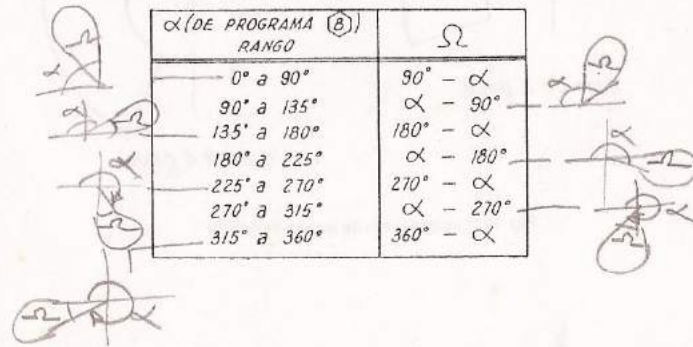 α (DE PROGRAMA Ⓑ)
RANGO
Ω
0° a 90° 90° - α
90° a 135° α - 90°
135° a 180° 180° - α
180° a 225° α - 180°
225° a 270° 270° - α
270° a 315° α - 270°
315° a 360° 360° - α
α Ω
α Ω
α Ω
α Ω
α Ω
α Ω
α Ω